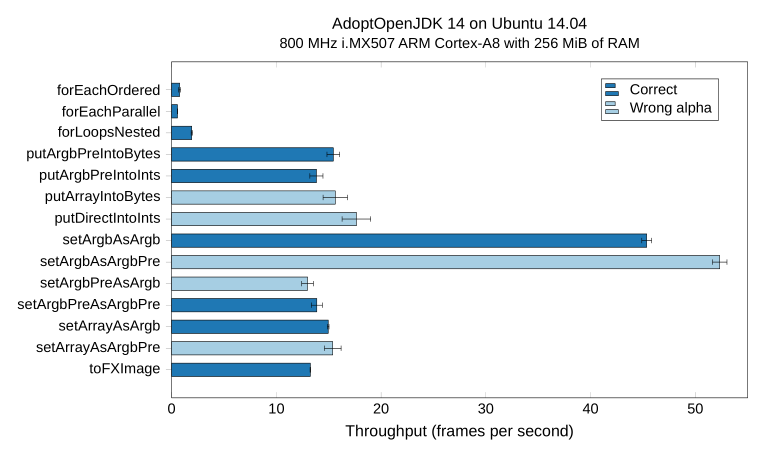 AdoptOpenJDK 14 on Ubuntu 14.04
800 MHz i.MX507 ARM Cortex-A8 with 256 MiB of RAM
Correct
Wrong alpha
forEachOrdered
forEachParallel
forLoopsNested
putArgbPreIntoBytes
putArgbPreIntoInts
putArrayIntoBytes
putDirectIntoInts
setArgbAsArgb
setArgbAsArgbPre
setArgbPreAsArgb
setArgbPreAsArgbPre
setArrayAsArgb
setArrayAsArgbPre
toFXImage
0 10 20 30 40 50
Throughput (frames per second)